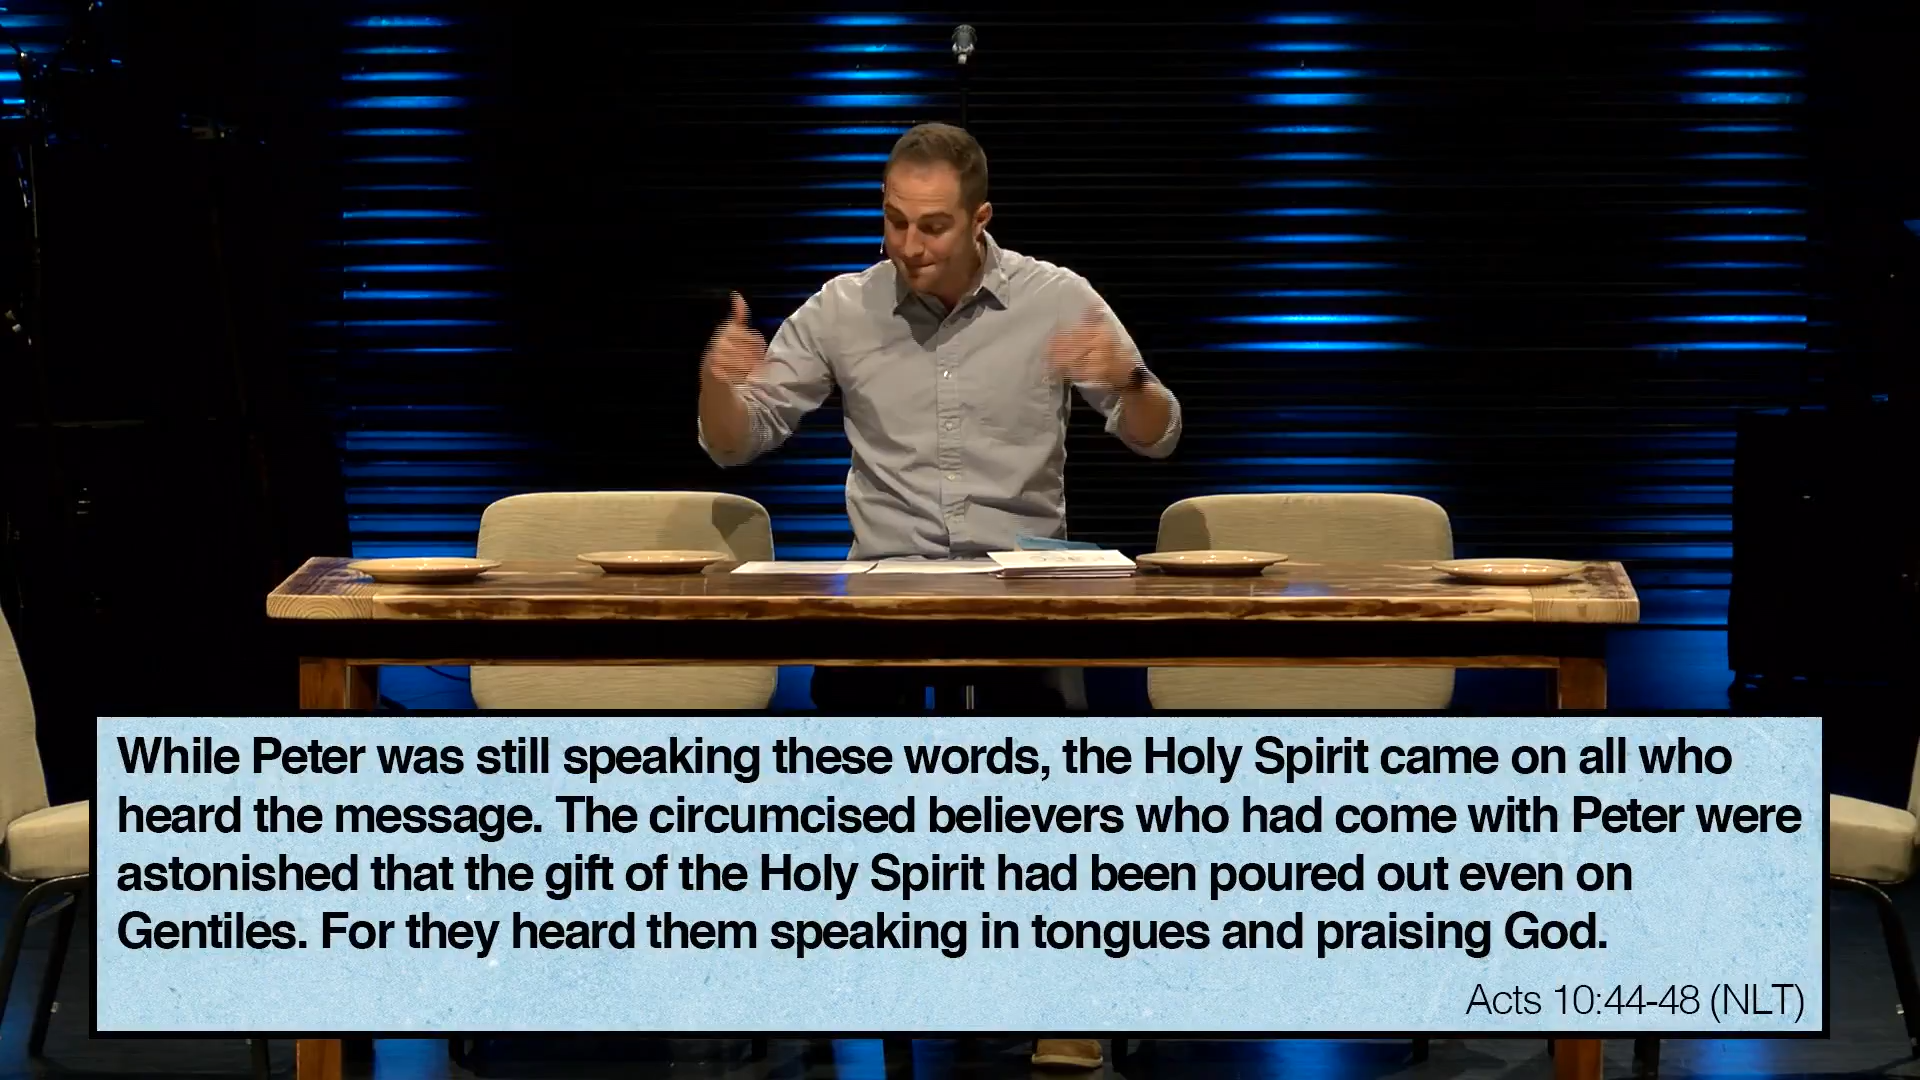 While Peter was still speaking these words, the Holy Spirit came on all who
heard the message. The circumcised believers who had come with Peter were
astonished that the gift of the Holy Spirit had been poured out even on
Gentiles. For they heard them speaking in tongues and praising God.
Acts 10:44-48 (NLT)